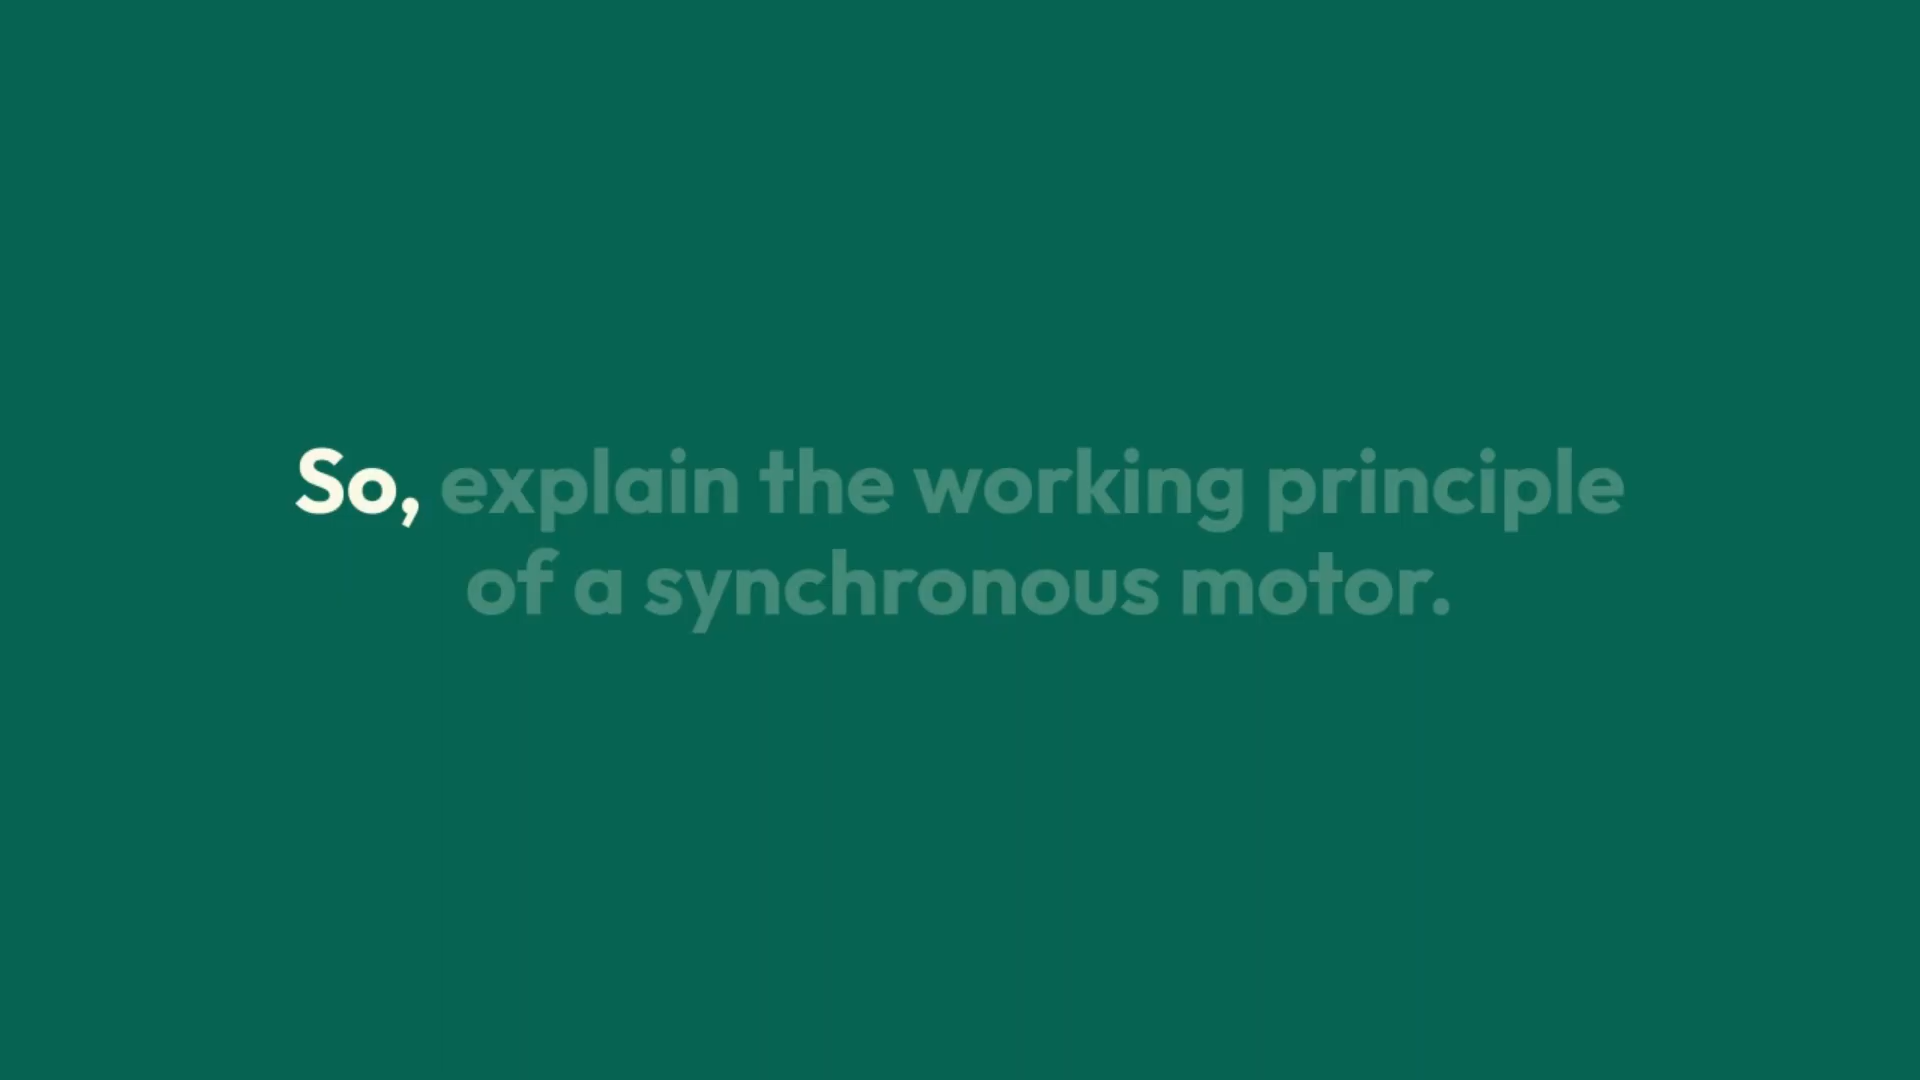 So, explain the working principle
of a synchronous motor.